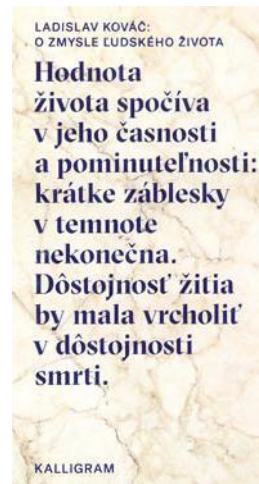 LADISLAV KOVÁČ:
O ZMYSLE ĽUDSKÉHO ŽIVOTA
Hodnota
života spočíva
v jeho časnosti
a pominuteľnosti:
krátke záblesky
v temnote
nekonečna.
Dôstojnosť žitia
by mala vrcholiť
v dôstojnosti
smrti.
KALLIGRAM